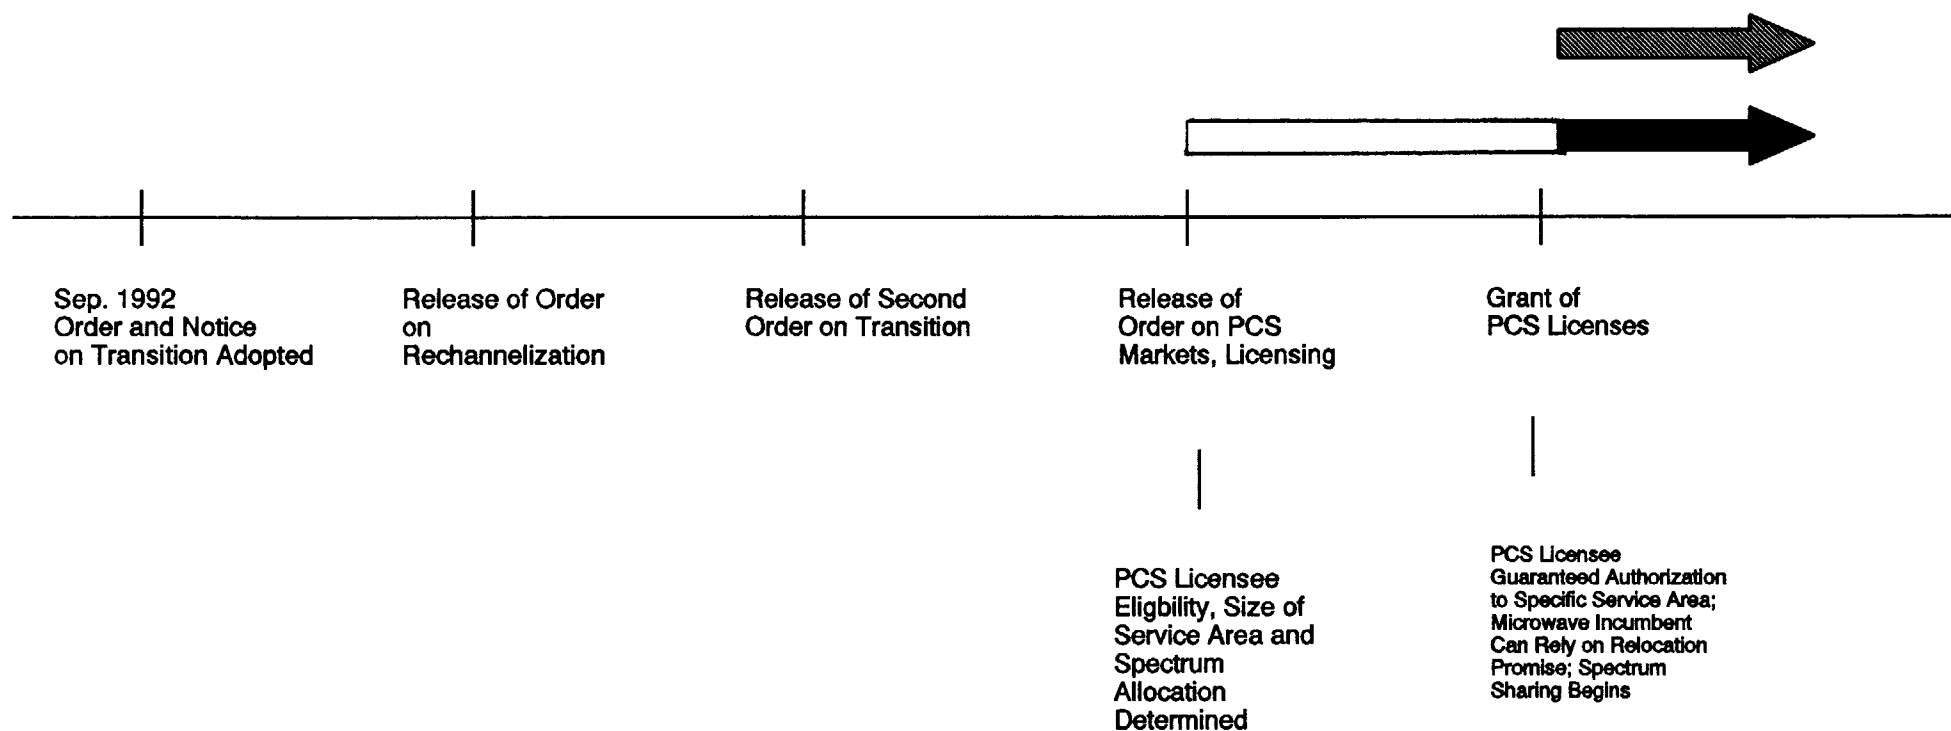 Sep. 1992
Order and Notice
on Transition Adopted
Release of Order
on
Rechannelization
Release of Second
Order on Transition
Release of
Order on PCS
Markets, Licensing
Grant of
PCS Licenses
PCS Licensee
Eligbility, Size of
Service Area and
Spectrum
Allocation
Determined
PCS Licensee
Guaranteed Authorization
to Specific Service Area;
Microwave Incumbent
Can Rely on Relocation
Promise; Spectrum
Sharing Begins